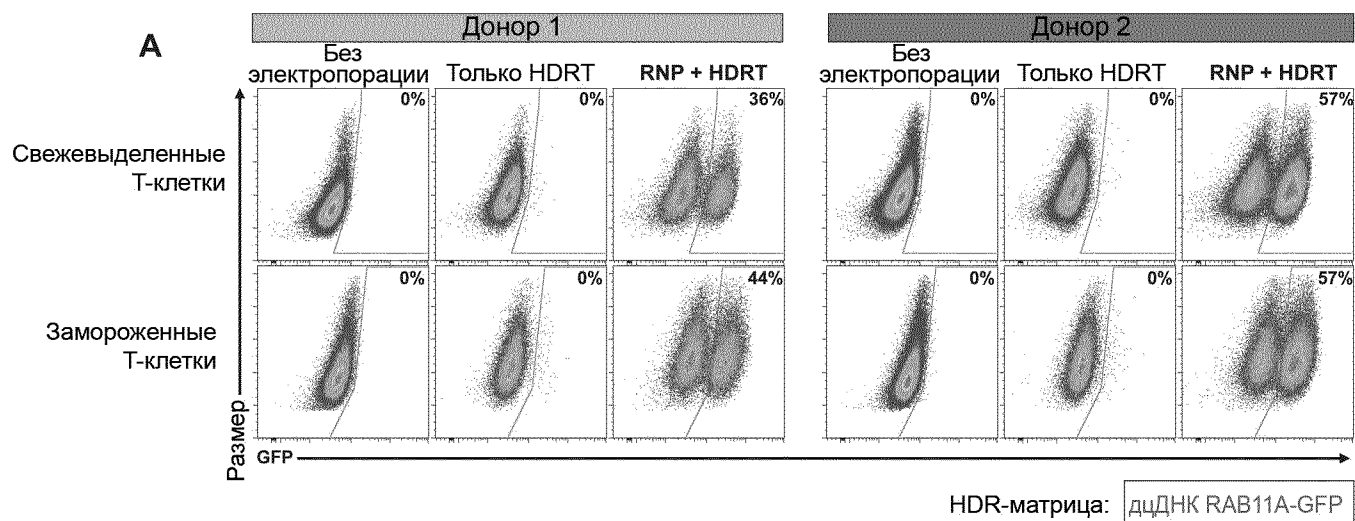 A
Донор 1
Донор 2
Без
электропорации
Только HDRT
RNP + HDRT
Без
электропорации
Только HDRT
RNP + HDRT
Свежевыделенные
Т-клетки
0%
0%
36%
0%
0%
57%
Замороженные
Т-клетки
0%
0%
44%
0%
0%
57%
Размер
GFP
HDR-матрица: дцДНК RAB11A-GFP